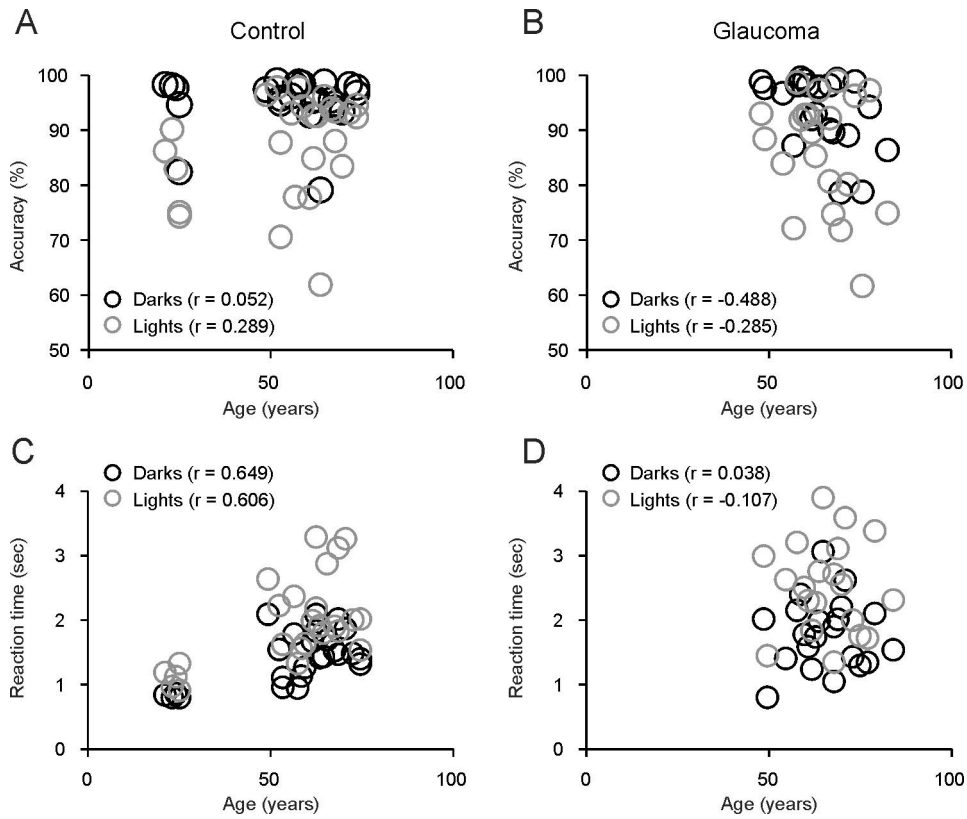 A
Control
100
90
80
70
60
50
Accuracy (%)
Darks (r = 0.052)
Lights (r = 0.289)
0
50
100
Age (years)
B
Glaucoma
100
90
80
70
60
50
Accuracy (%)
Darks (r = -0.488)
Lights (r = -0.285)
0
50
100
Age (years)
C
Darks (r = 0.649)
Lights (r = 0.606)
4
3
2
1
0
Reaction time (sec)
0
50
100
Age (years)
D
Darks (r = 0.038)
Lights (r = -0.107)
4
3
2
1
0
Reaction time (sec)
0
50
100
Age (years)